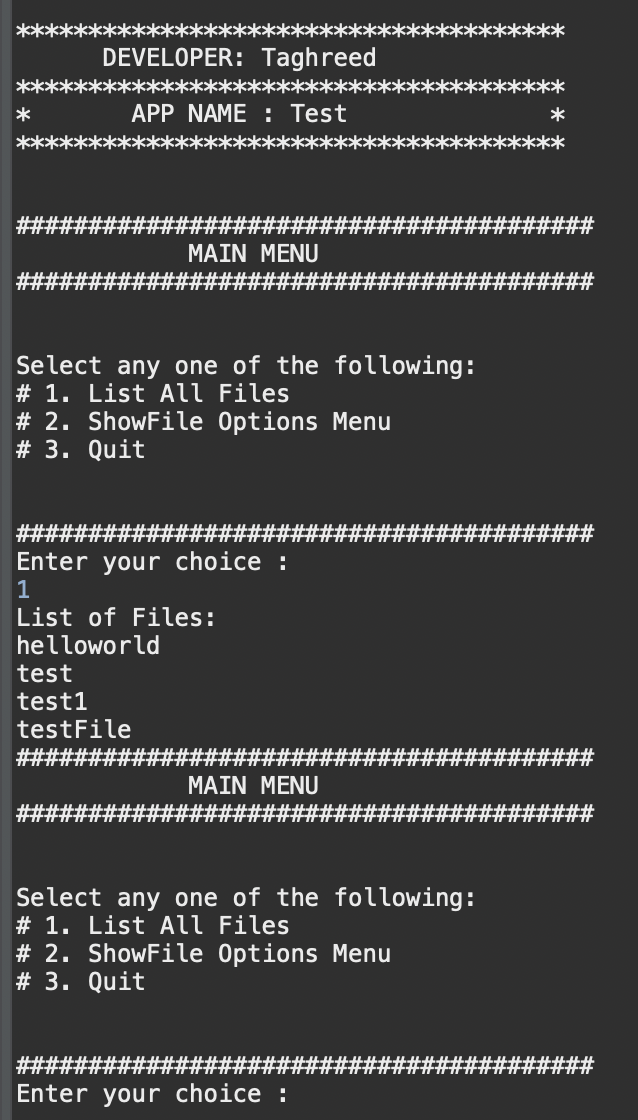 **************************************
DEVELOPER: Taghreed
**************************************
* APP NAME : Test *
**************************************
########################################
MAIN MENU
########################################
Select any one of the following:
# 1. List All Files
# 2. ShowFile Options Menu
# 3. Quit
########################################
Enter your choice :
1
List of Files:
helloworld
test
test1
testFile
########################################
MAIN MENU
########################################
Select any one of the following:
# 1. List All Files
# 2. ShowFile Options Menu
# 3. Quit
########################################
Enter your choice :